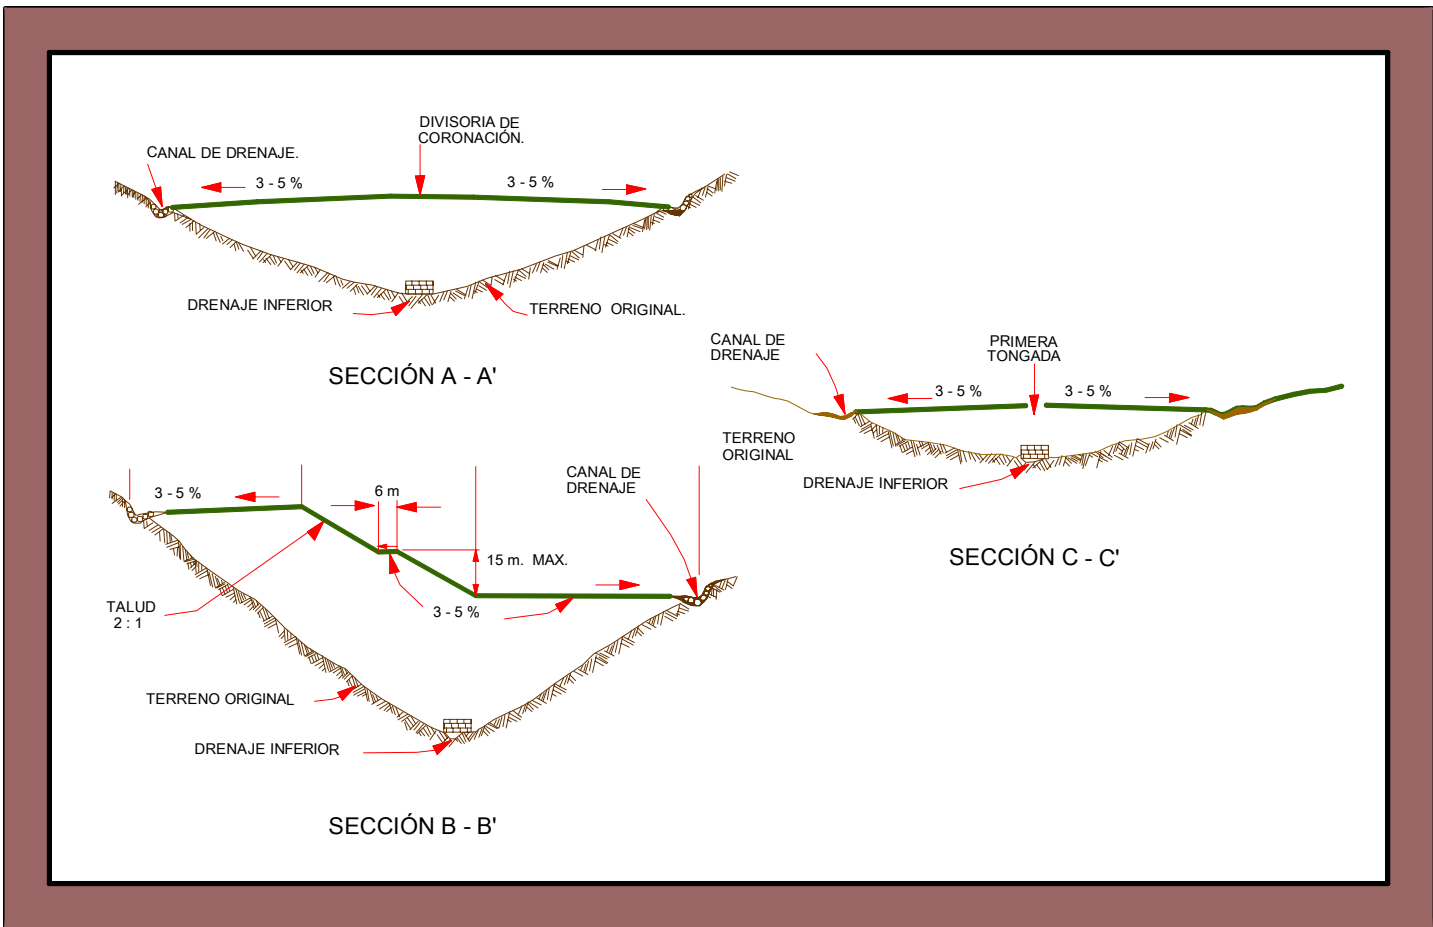 DIVISORIA DE
CORONACIÓN.
CANAL DE DRENAJE.
3 - 5 %
3 - 5 %
DRENAJE INFERIOR
TERRENO ORIGINAL.
SECCIÓN A - A'
CANAL DE
DRENAJE
PRIMERA
TONGADA
3 - 5 %
3 - 5 %
TERRENO
ORIGINAL
DRENAJE INFERIOR
SECCIÓN C - C'
3 - 5 %
6 m
CANAL DE
DRENAJE
15 m. MAX.
TALUD
2 : 1
3 - 5 %
TERRENO ORIGINAL
DRENAJE INFERIOR
SECCIÓN B - B'